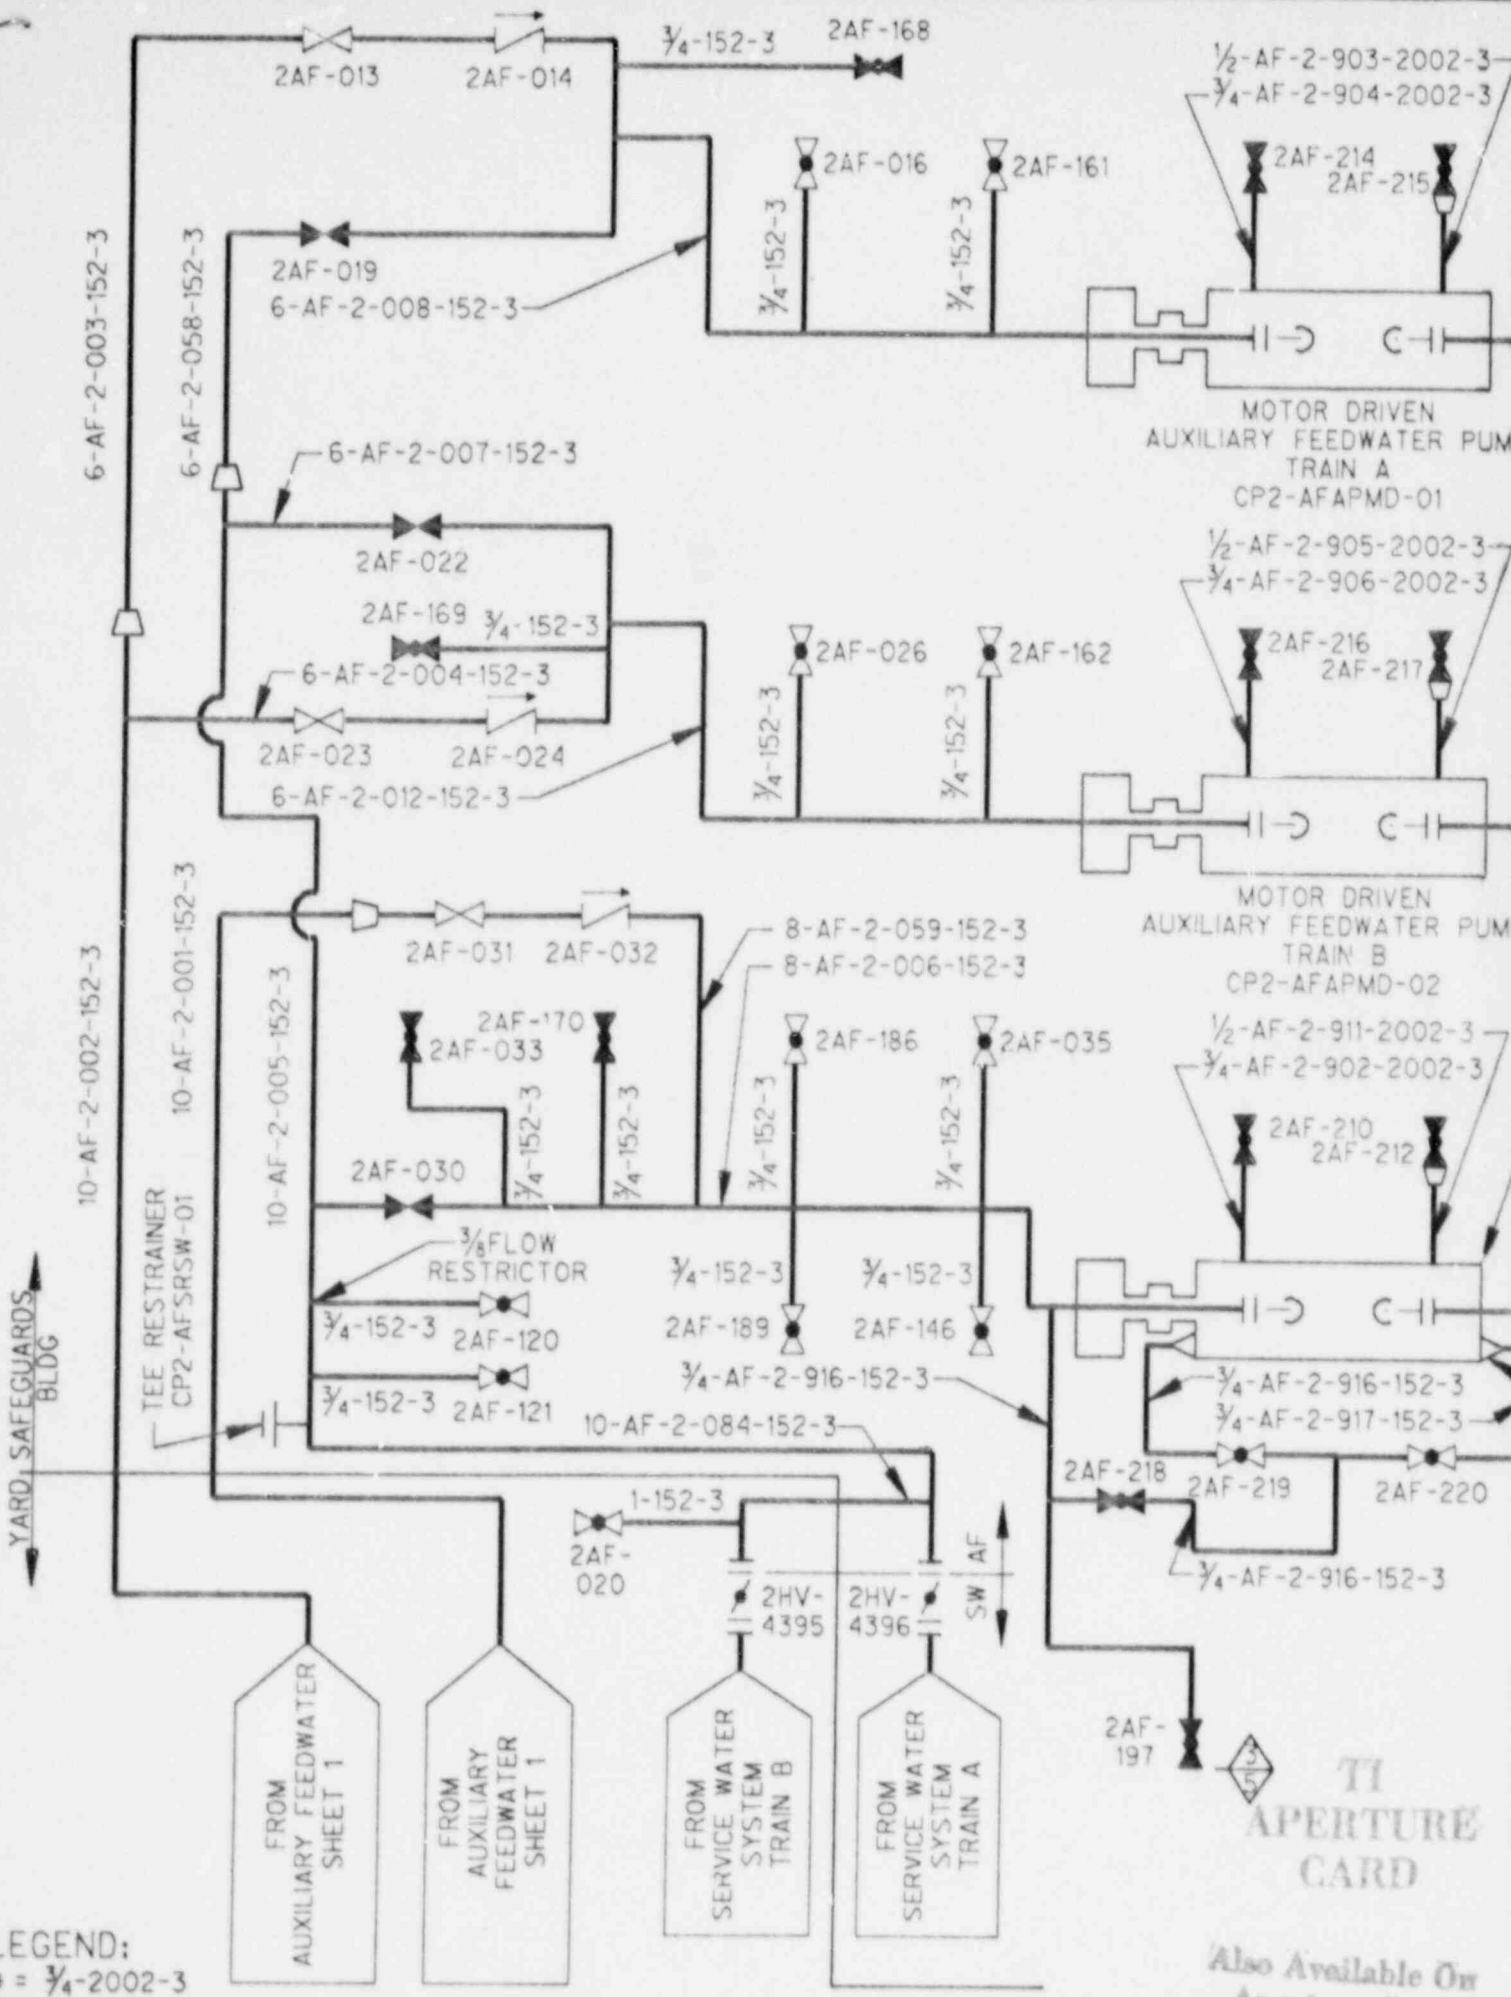 ¾-152-3
2AF-168
2AF-013
2AF-014
½-AF-2-903-2002-3
¾-AF-2-904-2002-3
2AF-016
2AF-161
2AF-214
2AF-215
6-AF-2-003-152-3
6-AF-2-058-152-3
2AF-019
6-AF-2-008-152-3
¾-152-3
¾-152-3
MOTOR DRIVEN
AUXILIARY FEEDWATER PUM
TRAIN A
CP2-AFAPMD-01
6-AF-2-007-152-3
2AF-022
2AF-169
¾-152-3
6-AF-2-004-152-3
2AF-023
2AF-024
6-AF-2-012-152-3
2AF-026
2AF-162
¾-152-3
¾-152-3
½-AF-2-905-2002-3
¾-AF-2-906-2002-3
2AF-216
2AF-217
MOTOR DRIVEN
AUXILIARY FEEDWATER PUM
TRAIN B
CP2-AFAPMD-02
10-AF-2-002-152-3
10-AF-2-001-152-3
10-AF-2-005-152-3
2AF-031
2AF-032
8-AF-2-059-152-3
8-AF-2-006-152-3
2AF-170
2AF-033
2AF-186
2AF-035
¾-152-3
¾-152-3
¾-152-3
¾-152-3
½-AF-2-911-2002-3
¾-AF-2-902-2002-3
2AF-210
2AF-212
2AF-030
⅜FLOW
RESTRICTOR
TEE RESTRAINER
CP2-AFSRSW-01
¾-152-3
2AF-120
¾-152-3
2AF-121
¾-152-3
¾-152-3
2AF-189
2AF-146
¾-AF-2-916-152-3
10-AF-2-084-152-3
¾-AF-2-916-152-3
¾-AF-2-917-152-3
2AF-218
2AF-219
2AF-220
¾-AF-2-916-152-3
YARD SAFEGUARDS
BLDG
1-152-3
2AF-
020
2HV-
4395
2HV-
4396
SW AF
2AF-
197
3
5
FROM
AUXILIARY FEEDWATER
SHEET 1
FROM
AUXILIARY
FEEDWATER
SHEET 1
FROM
SERVICE WATER
SYSTEM
TRAIN B
FROM
SERVICE WATER
SYSTEM
TRAIN A
TI
APERTURE
CARD
Also Available On
LEGEND:
= ¾-2002-3